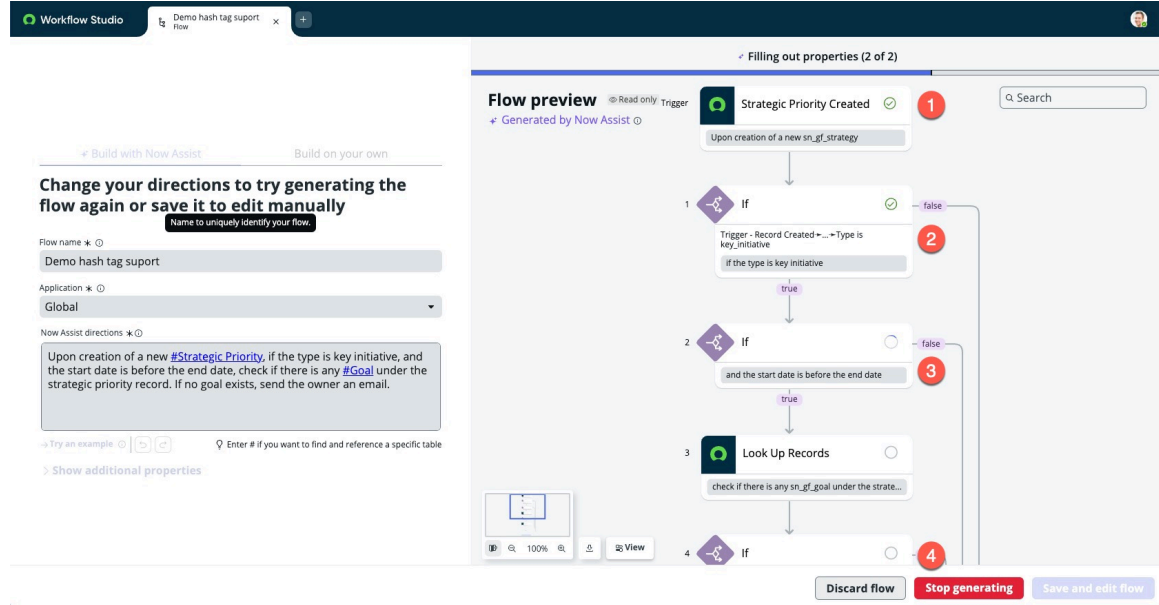 Workflow Studio
Demo hash tag suport
Flow
Filling out properties (2 of 2)
Build with Now Assist
Build on your own
Change your directions to try generating the
flow again or save it to edit manually
Name to uniquely identify your flow.
Flow name *
Demo hash tag suport
Application *
Global
Now Assist directions *
Upon creation of a new #Strategic Priority, if the type is key initiative, and
the start date is before the end date, check if there is any #Goal under the
strategic priority record. If no goal exists, send the owner an email.
Try an example
Enter # if you want to find and reference a specific table
Show additional properties
Flow preview
Read only
Generated by Now Assist
Search
Trigger
Strategic Priority Created
1
Upon creation of a new sn_gf_strategy
1
If
false
Trigger - Record Created➛...➛Type is
key_initiative
2
if the type is key initiative
true
2
If
false
and the start date is before the end date
3
true
3
Look Up Records
check if there is any sn_gf_goal under the strate...
4
If
4
100%
View
Discard flow
Stop generating
Save and edit flow